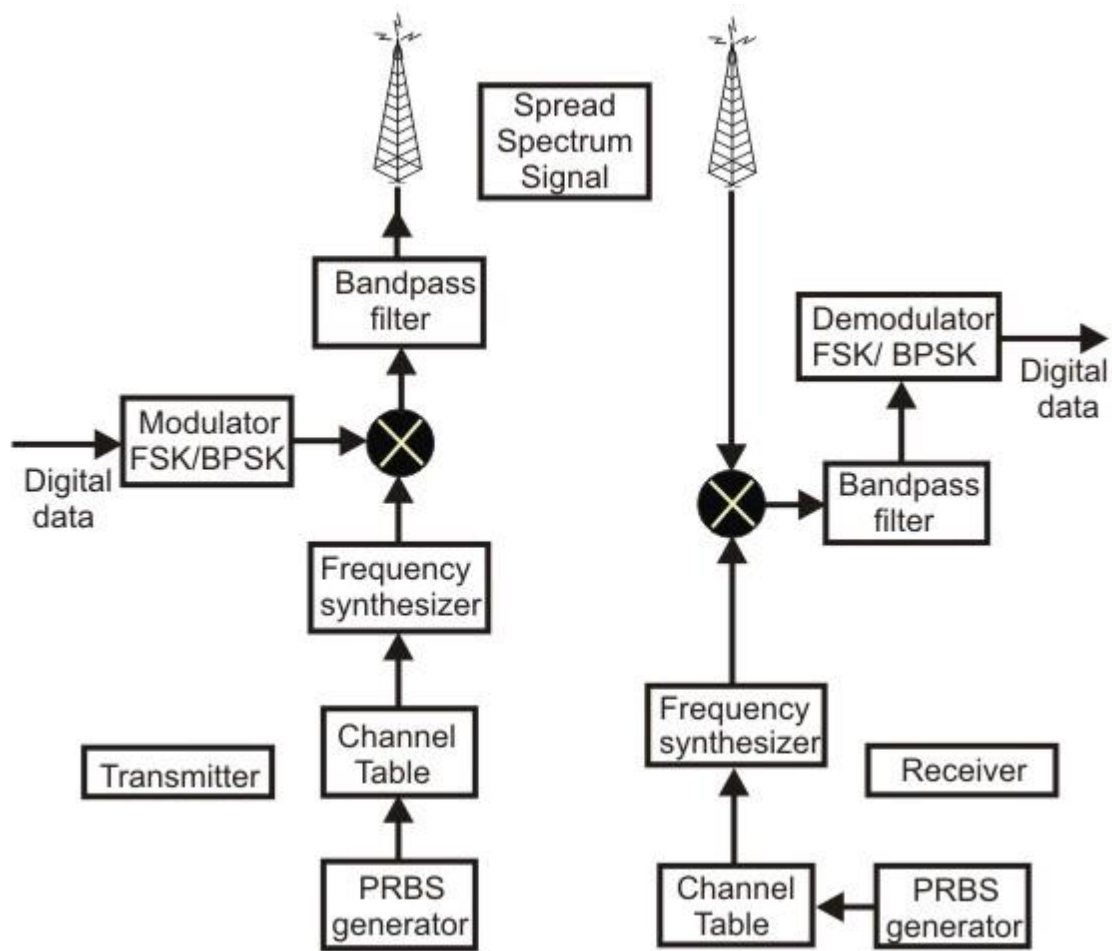 Spread
Spectrum
Signal
Bandpass
filter
Modulator
FSK/BPSK
Digital
data
Frequency
synthesizer
Channel
Table
Transmitter
PRBS
generator
Demodulator
FSK/ BPSK
Digital
data
Bandpass
filter
Frequency
synthesizer
Receiver
Channel
Table
PRBS
generator